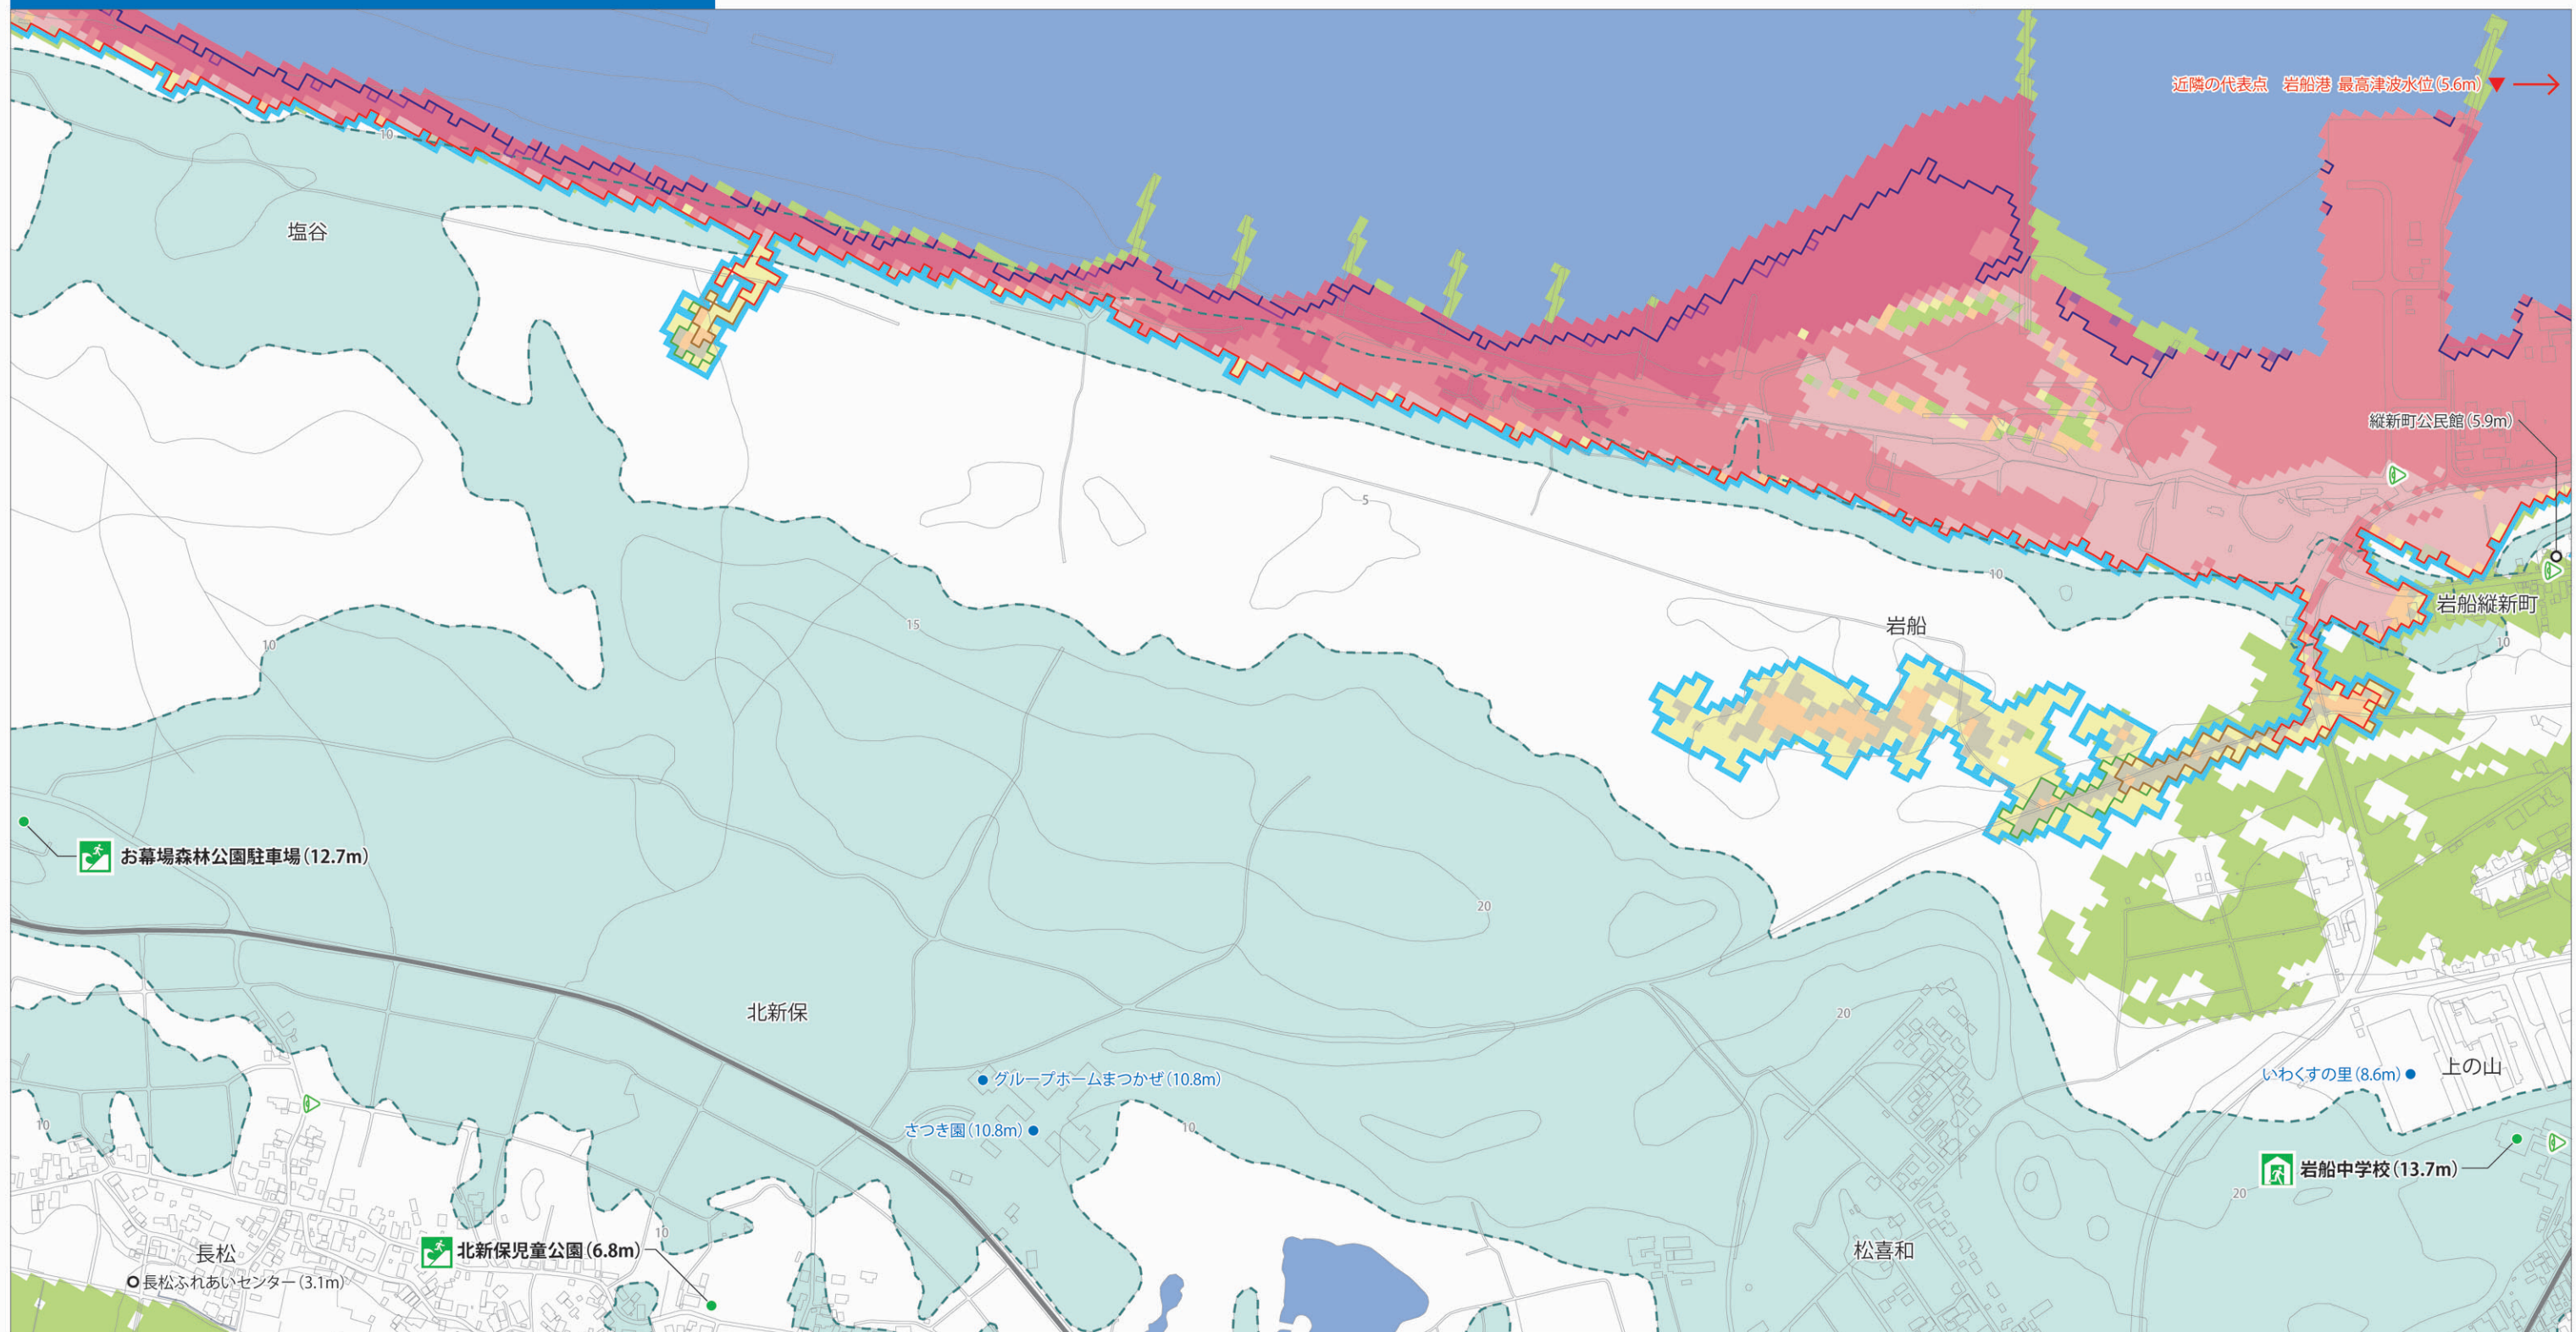 近隣の代表点 岩船港 最高津波水位(5.6m)
10
塩谷
縦新町公民館(5.9m)
5
10
岩船縦新町
15
岩船
10
10
お幕場森林公園駐車場(12.7m)
20
北新保
20
グループホームまつかぜ(10.8m)
いわくすの里(8.6m)
上の山
10
さつき園(10.8m)
10
岩船中学校(13.7m)
20
10
長松
北新保児童公園(6.8m)
松喜和
長松ふれあいセンター(3.1m)